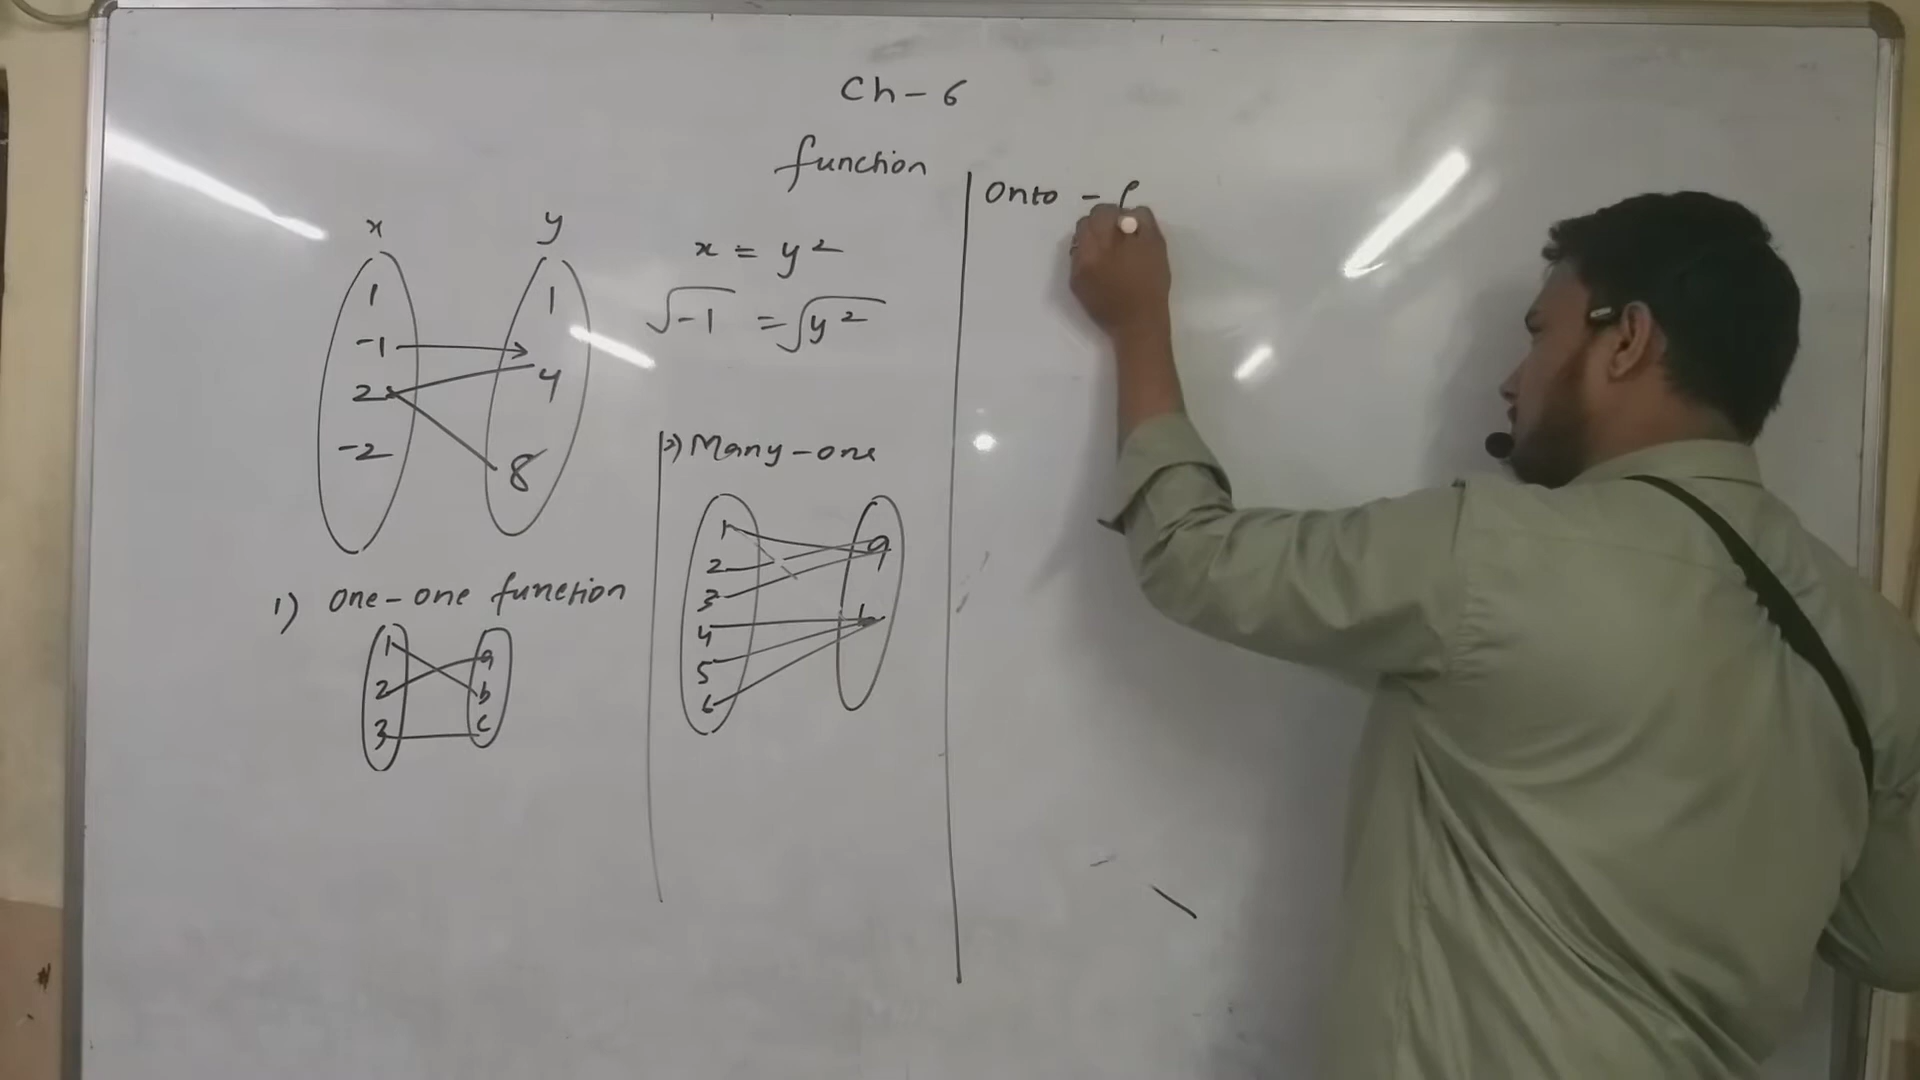 Ch - 6
function
x y
1 1
-1
2 4
-2 8
x = y²
√-1 = √y²
1) One-one function
1 a
2 b
3 c
2) Many-one
1 a
2
3
4 b
5
6
Onto - f